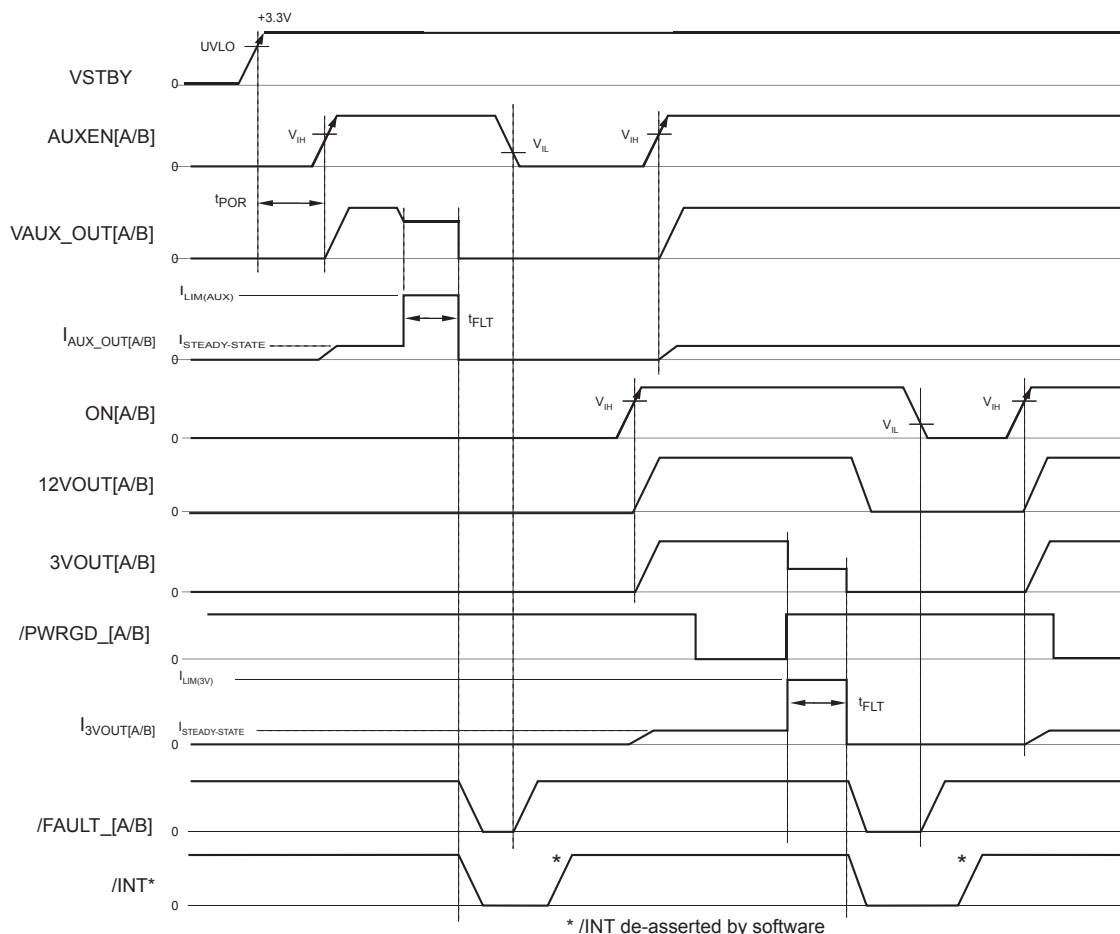 +3.3V
UVLO
VSTBY
0
AUXEN[A/B]
VIH
VIL
VIH
0
tPOR
VAUX_OUT[A/B]
0
ILIM(AUX)
tFLT
IAUX_OUT[A/B]
ISTEADY-STATE
0
ON[A/B]
VIH
VIL
VIH
0
12VOUT[A/B]
0
3VOUT[A/B]
0
/PWRGD_[A/B]
0
ILIM(3V)
tFLT
I3VOUT[A/B]
ISTEADY-STATE
0
/FAULT_[A/B]
0
* *
/INT*
0
* /INT de-asserted by software